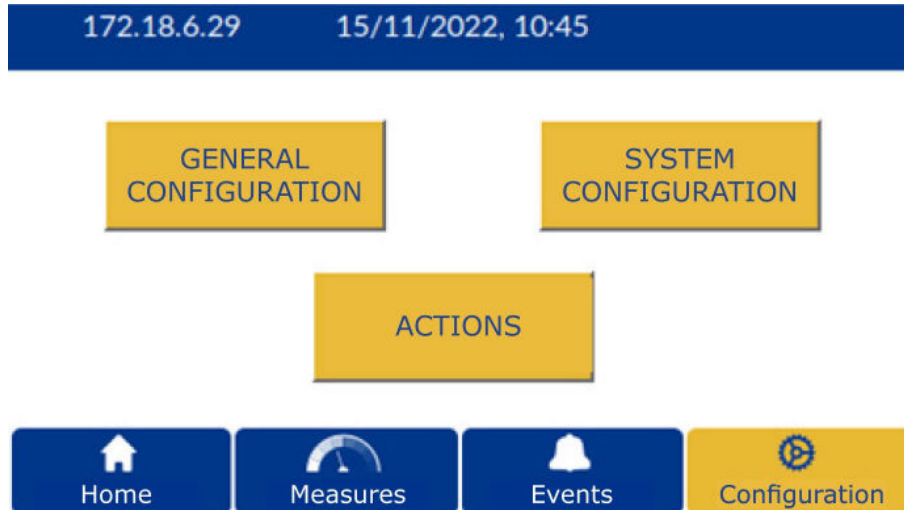 172.18.6.29 15/11/2022, 10:45
GENERAL
CONFIGURATION
SYSTEM
CONFIGURATION
ACTIONS
Home Measures Events Configuration